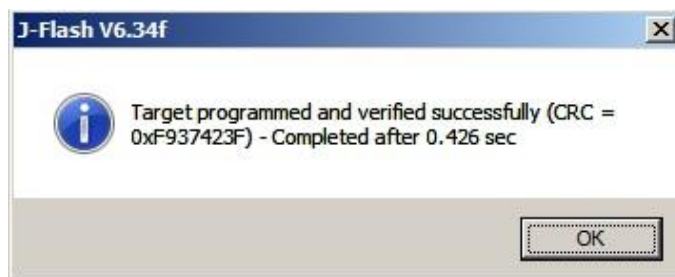 J-Flash V6.34f
Target programmed and verified successfully (CRC =
0xF937423F) - Completed after 0.426 sec
OK